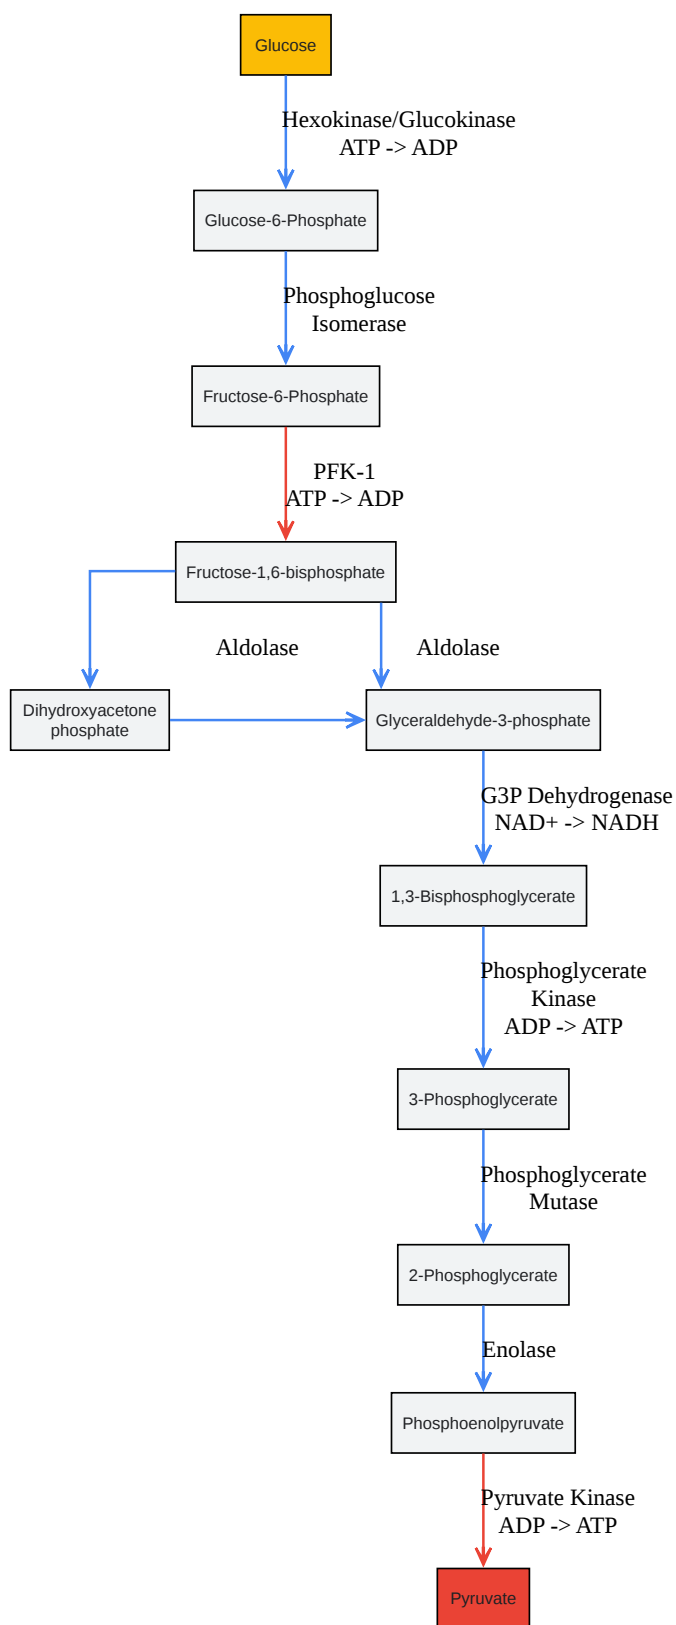 Glucose
Hexokinase/Glucokinase
ATP -> ADP
Glucose-6-Phosphate
Phosphoglucose
Isomerase
Fructose-6-Phosphate
PFK-1
ATP -> ADP
Fructose-1,6-bisphosphate
Aldolase
Aldolase
Dihydroxyacetone
phosphate
Glyceraldehyde-3-phosphate
G3P Dehydrogenase
NAD+ -> NADH
1,3-Bisphosphoglycerate
Phosphoglycerate
Kinase
ADP -> ATP
3-Phosphoglycerate
Phosphoglycerate
Mutase
2-Phosphoglycerate
Enolase
Phosphoenolpyruvate
Pyruvate Kinase
ADP -> ATP
Pyruvate